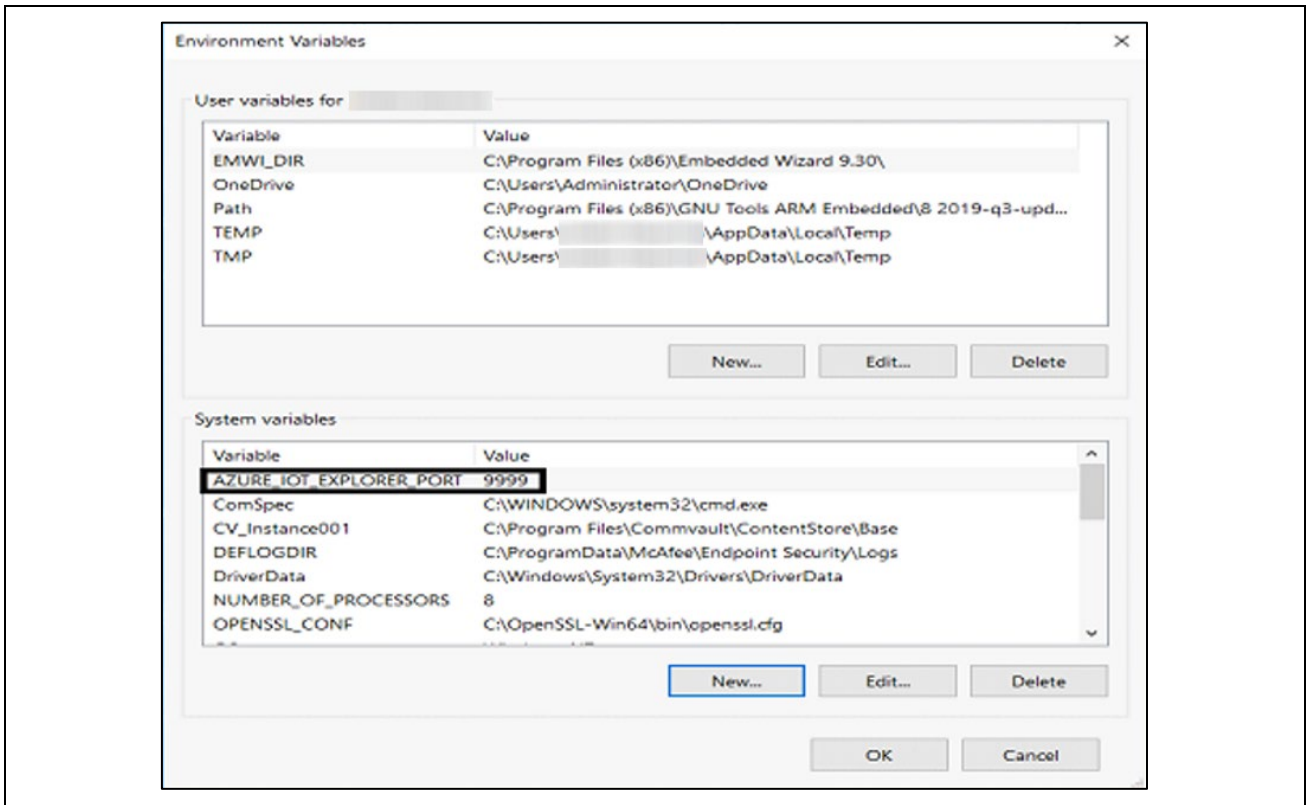 Environment Variables
User variables for
Variable Value
EMWI_DIR C:\Program Files (x86)\Embedded Wizard 9.30\
OneDrive C:\Users\Administrator\OneDrive
Path C:\Program Files (x86)\GNU Tools ARM Embedded\8 2019-q3-upd...
TEMP C:\Users\ \AppData\Local\Temp
TMP C:\Users\ \AppData\Local\Temp
New... Edit... Delete
System variables
Variable Value
AZURE_IOT_EXPLORER_PORT 9999
ComSpec C:\WINDOWS\system32\cmd.exe
CV_Instance001 C:\Program Files\Commvault\ContentStore\Base
DEFLOGDIR C:\ProgramData\McAfee\Endpoint Security\Logs
DriverData C:\Windows\System32\Drivers\DriverData
NUMBER_OF_PROCESSORS 8
OPENSSL_CONF C:\OpenSSL-Win64\bin\openssl.cfg
New... Edit... Delete
OK Cancel